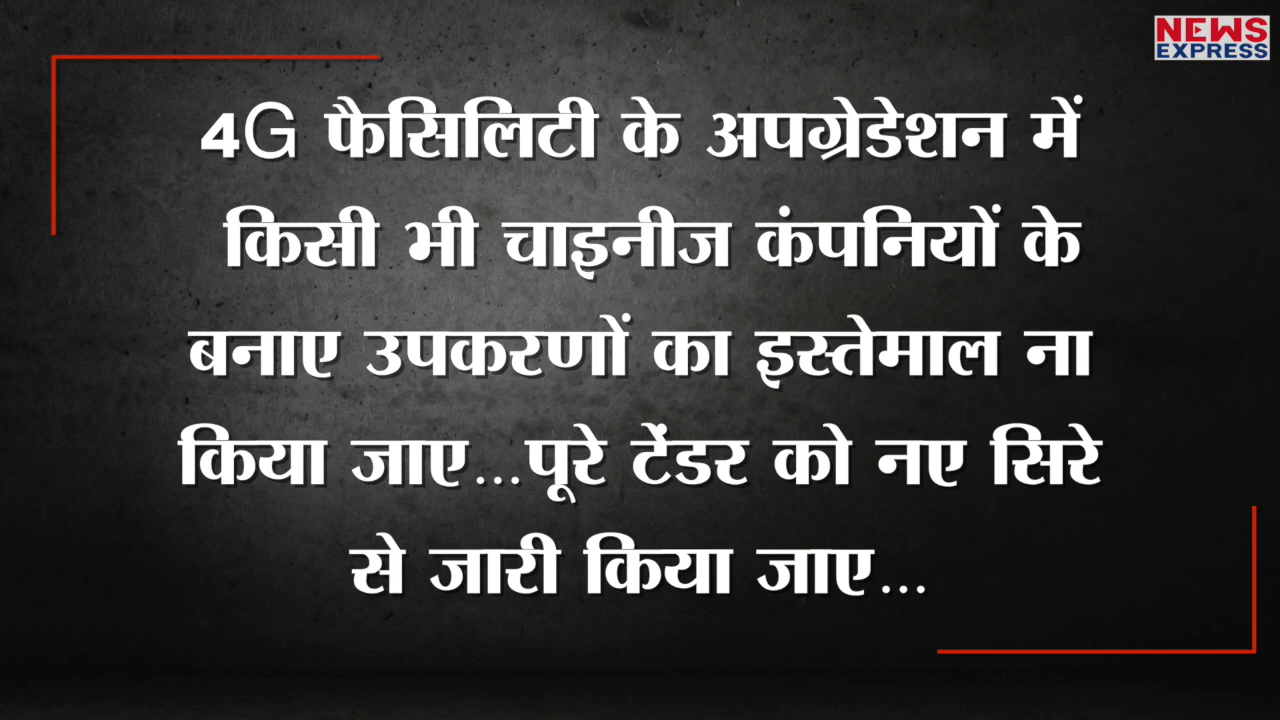 NEWS
EXPRESS
4G फैसिलिटी के अपग्रेडेशन में
किसी भी चाइनीज कंपनियों के
बनाए उपकरणों का इस्तेमाल ना
किया जाए...पूरे टेंडर को नए सिरे
से जारी किया जाए...